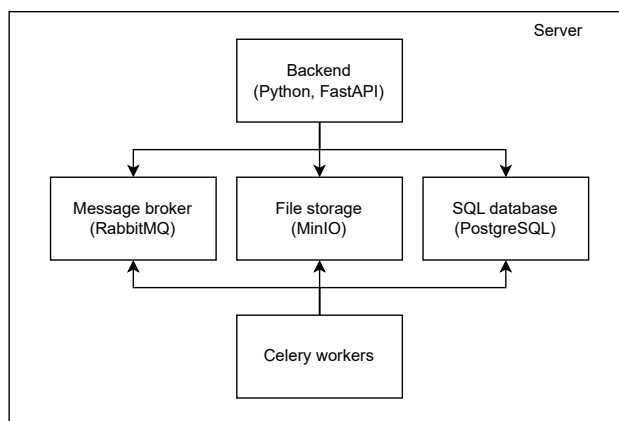 Server
Backend
(Python, FastAPI)
Message broker
(RabbitMQ)
File storage
(MinIO)
SQL database
(PostgreSQL)
Celery workers